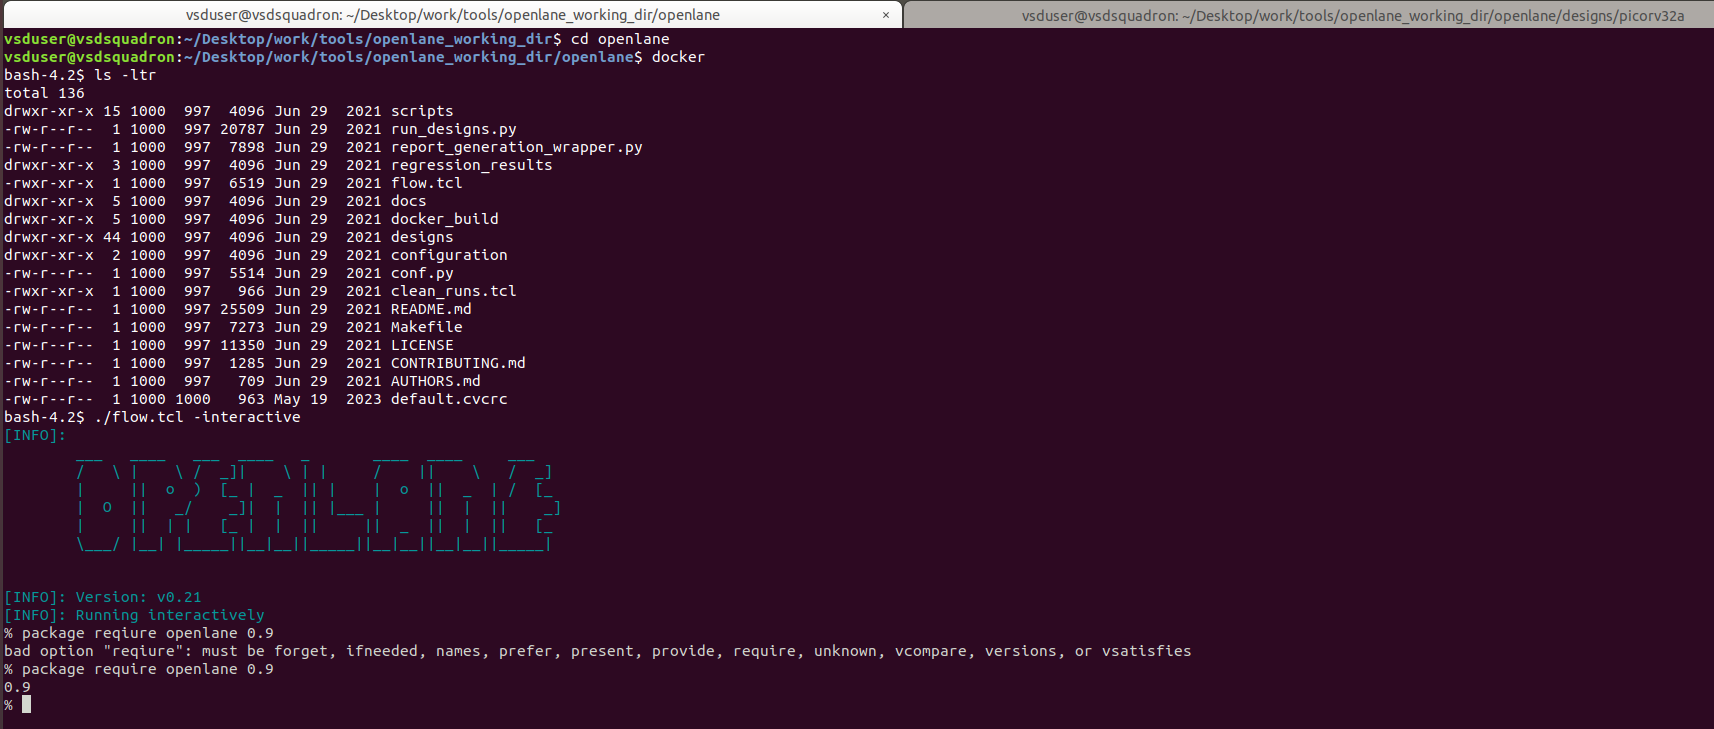 vsduser@vsdsquadron: ~/Desktop/work/tools/openlane_working_dir/openlane × vsduser@vsdsquadron: ~/Desktop/work/tools/openlane_working_dir/openlane/designs/picorv32a
vsduser@vsdsquadron:~/Desktop/work/tools/openlane_working_dir$ cd openlane
vsduser@vsdsquadron:~/Desktop/work/tools/openlane_working_dir/openlane$ docker
bash-4.2$ ls -ltr
total 136
drwxr-xr-x 15 1000  997  4096 Jun 29  2021 scripts
-rw-r--r--  1 1000  997 20787 Jun 29  2021 run_designs.py
-rw-r--r--  1 1000  997  7898 Jun 29  2021 report_generation_wrapper.py
drwxr-xr-x  3 1000  997  4096 Jun 29  2021 regression_results
-rwxr-xr-x  1 1000  997  6519 Jun 29  2021 flow.tcl
drwxr-xr-x  5 1000  997  4096 Jun 29  2021 docs
drwxr-xr-x  5 1000  997  4096 Jun 29  2021 docker_build
drwxr-xr-x 44 1000  997  4096 Jun 29  2021 designs
drwxr-xr-x  2 1000  997  4096 Jun 29  2021 configuration
-rw-r--r--  1 1000  997  5514 Jun 29  2021 conf.py
-rwxr-xr-x  1 1000  997   966 Jun 29  2021 clean_runs.tcl
-rw-r--r--  1 1000  997 25509 Jun 29  2021 README.md
-rw-r--r--  1 1000  997  7273 Jun 29  2021 Makefile
-rw-r--r--  1 1000  997 11350 Jun 29  2021 LICENSE
-rw-r--r--  1 1000  997  1285 Jun 29  2021 CONTRIBUTING.md
-rw-r--r--  1 1000  997   709 Jun 29  2021 AUTHORS.md
-rw-r--r--  1 1000 1000   963 May 19  2023 default.cvcrc
bash-4.2$ ./flow.tcl -interactive
[INFO]:
OPENLANE
[INFO]: Version: v0.21
[INFO]: Running interactively
% package reqiure openlane 0.9
bad option "reqiure": must be forget, ifneeded, names, prefer, present, provide, require, unknown, vcompare, versions, or vsatisfies
% package require openlane 0.9
0.9
%